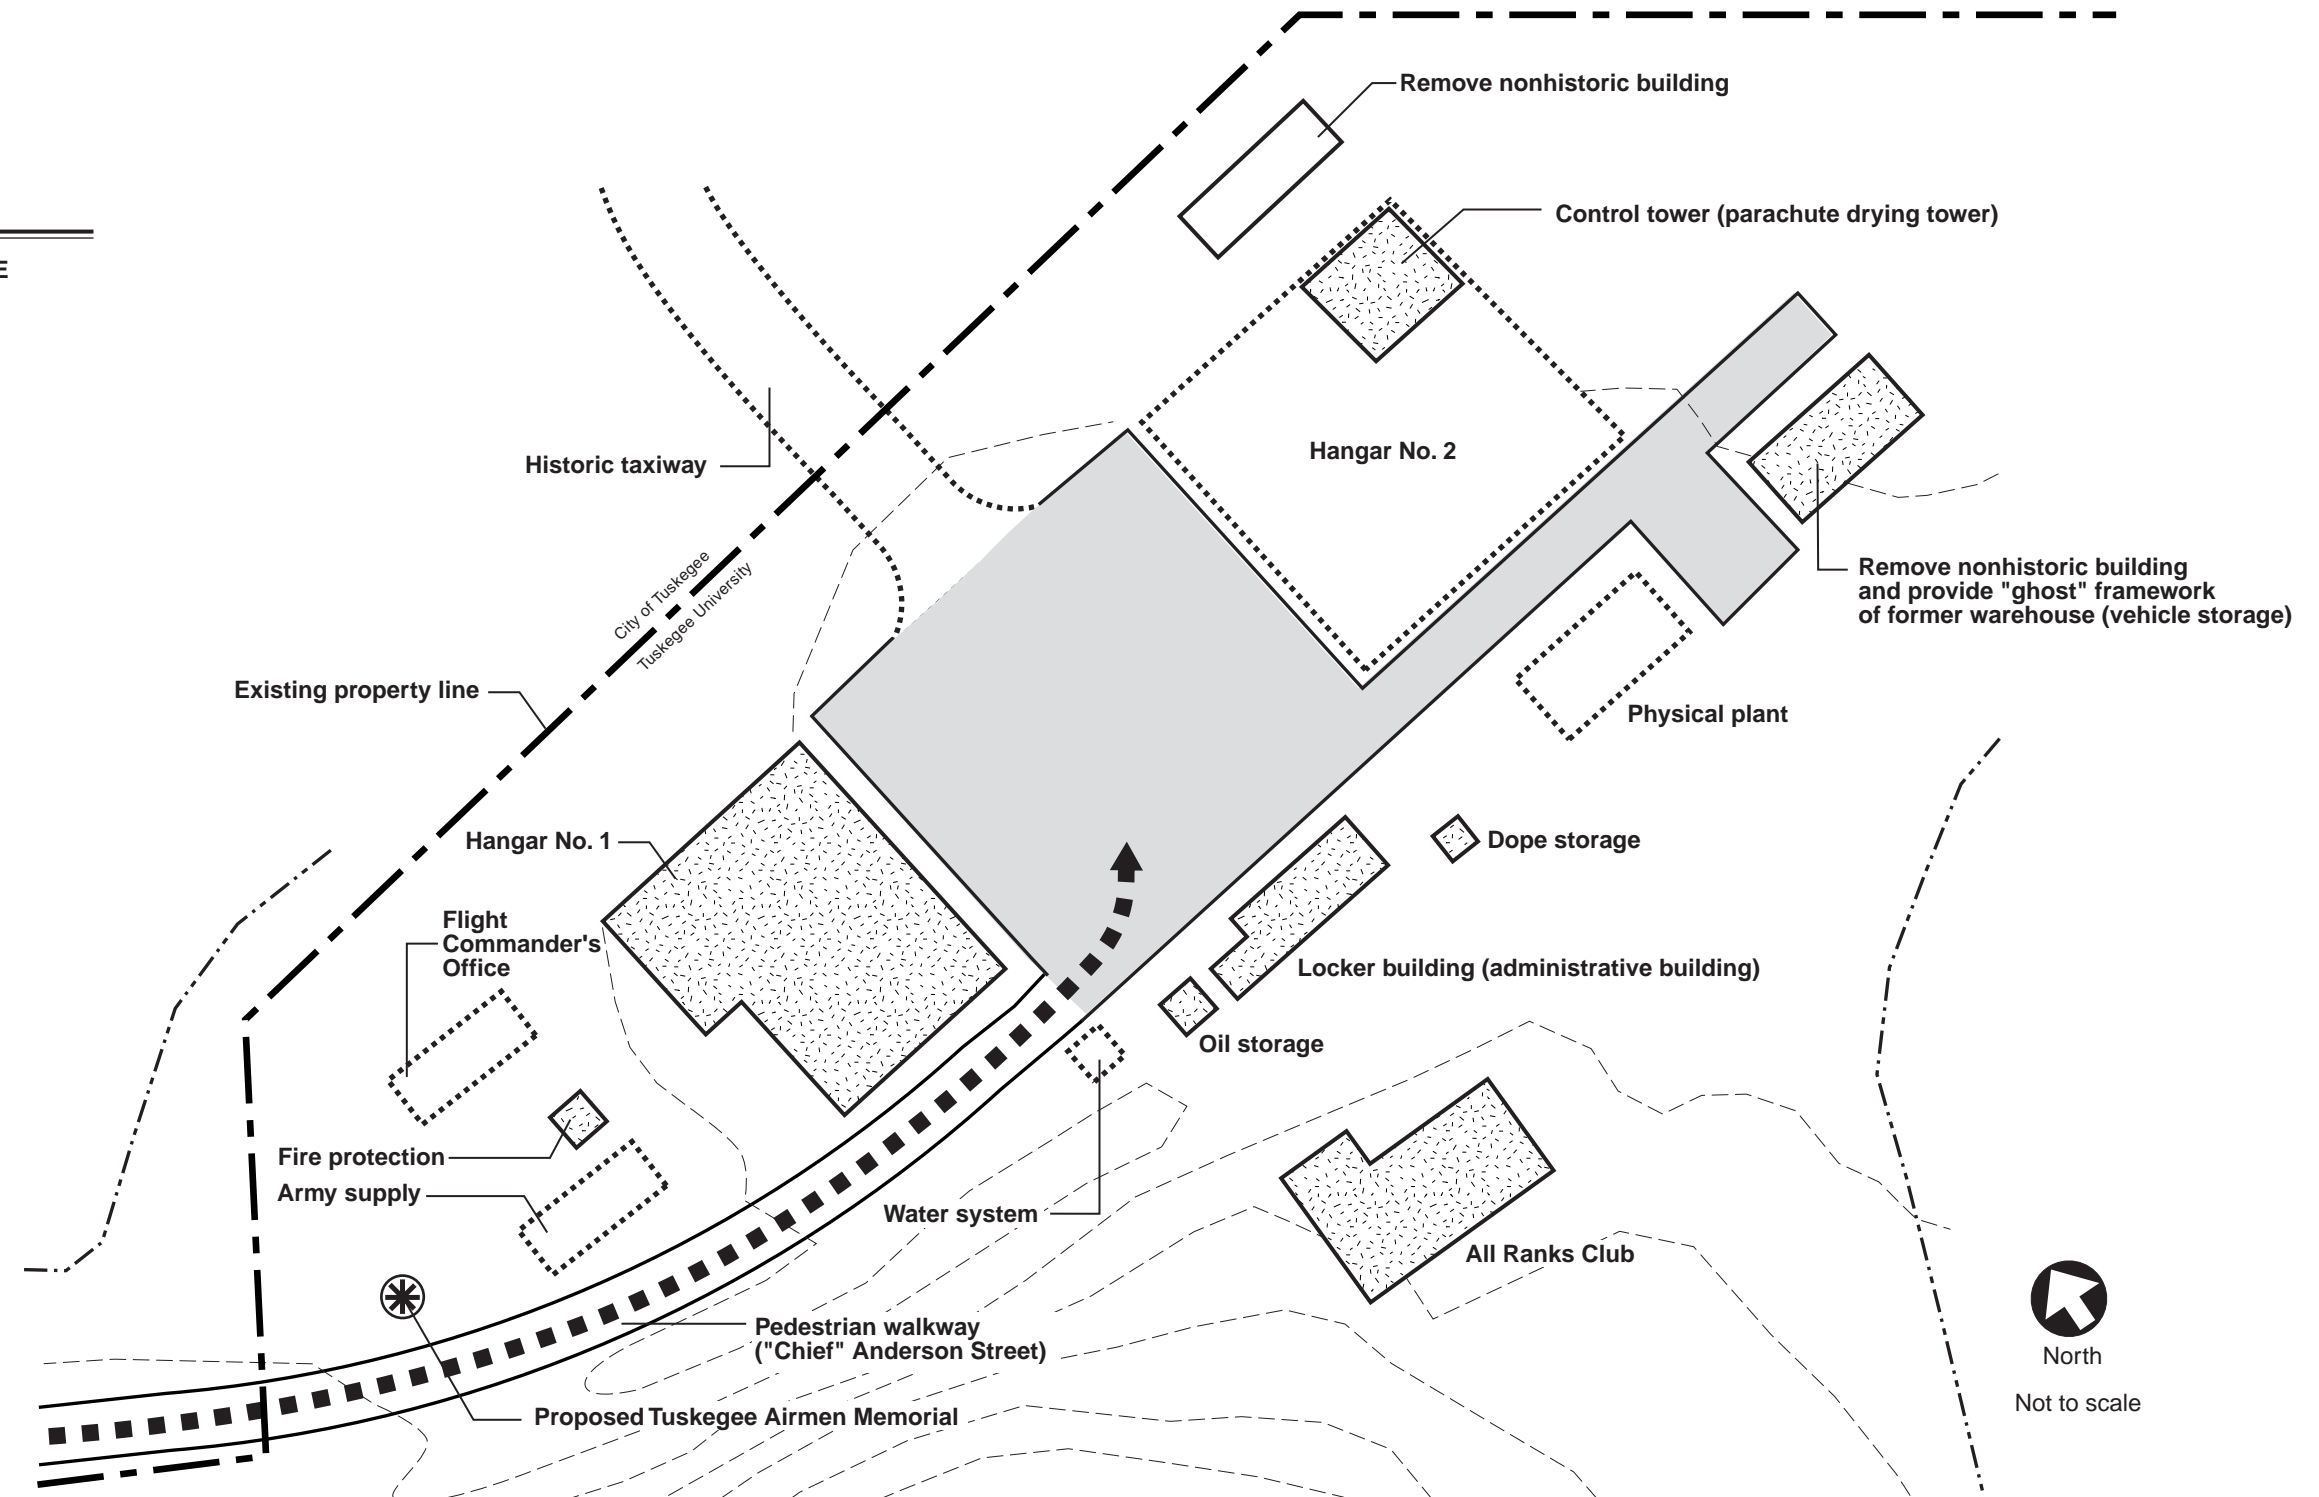 Remove nonhistoric building
Control tower (parachute drying tower)
E
Historic taxiway
Hangar No. 2
City of Tuskegee
Tuskegee University
Remove nonhistoric building
and provide "ghost" framework
of former warehouse (vehicle storage)
Existing property line
Physical plant
Hangar No. 1
Dope storage
Flight
Commander's
Office
Locker building (administrative building)
Oil storage
Fire protection
Army supply
Water system
All Ranks Club
Pedestrian walkway
("Chief" Anderson Street)
North
Not to scale
Proposed Tuskegee Airmen Memorial